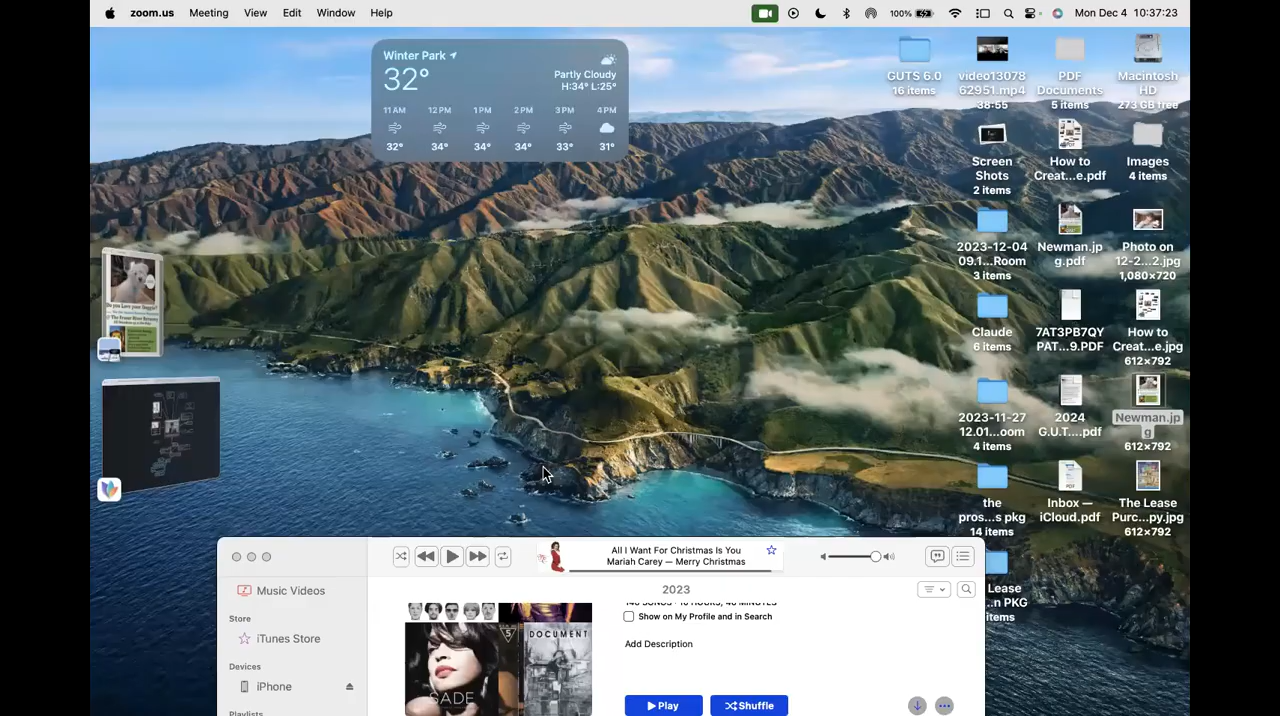 zoom.us Meeting View Edit Window Help
100% Mon Dec 4 10:37:23
Winter Park
32°
Partly Cloudy
H:34° L:25°
11 AM 12 PM 1 PM 2 PM 3 PM 4 PM
32° 34° 34° 34° 33° 31°
GUTS 6.0
16 items
video13078
62951.mp4
38:55
PDF
Documents
5 items
Macintosh
HD
273 GB free
Screen
Shots
2 items
How to
Creat...e.pdf
Images
4 items
2023-12-04
09.1...Room
3 items
Newman.jp
g.pdf
Photo on
12-2...2.jpg
1,080×720
Claude
6 items
7AT3PB7QY
PAT...9.PDF
How to
Creat...e.jpg
612×792
2023-11-27
12.01...oom
4 items
2024
G.U.T....pdf
Newman.jp
g
612×792
the
pros...s pkg
14 items
Inbox —
iCloud.pdf
The Lease
Purc...py.jpg
612×792
Lease
...n PKG
items
All I Want For Christmas Is You
Mariah Carey — Merry Christmas
Music Videos
Store
iTunes Store
Devices
iPhone
Playlists
2023
Show on My Profile and in Search
Add Description
Play
Shuffle
SADE
5
DOCUMENT